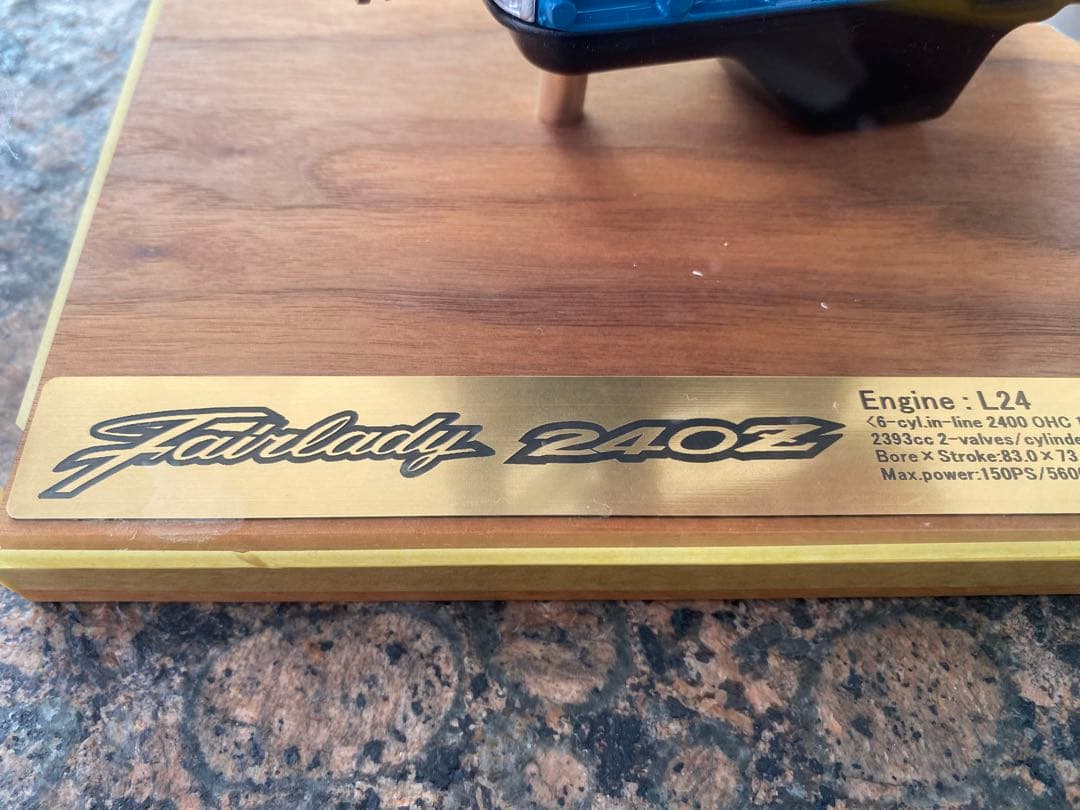 Fairlady 240Z
Engine : L24
<6-cyl.in-line 2400 OHC
2393cc 2-valves/
Bore×Stroke:83.0×73
Max.power:150PS/